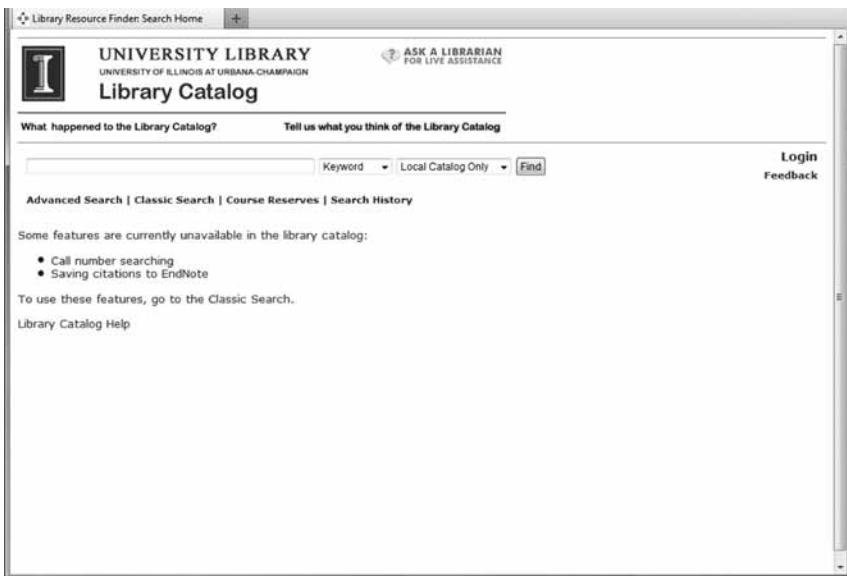 Library Resource Finder: Search Home
UNIVERSITY LIBRARY
UNIVERSITY OF ILLINOIS AT URBANA-CHAMPAIGN
Library Catalog
ASK A LIBRARIAN
FOR LIVE ASSISTANCE
What happened to the Library Catalog? Tell us what you think of the Library Catalog
Keyword Local Catalog Only Find
Login
Feedback
Advanced Search | Classic Search | Course Reserves | Search History
Some features are currently unavailable in the library catalog:
• Call number searching
• Saving citations to EndNote
To use these features, go to the Classic Search.
Library Catalog Help